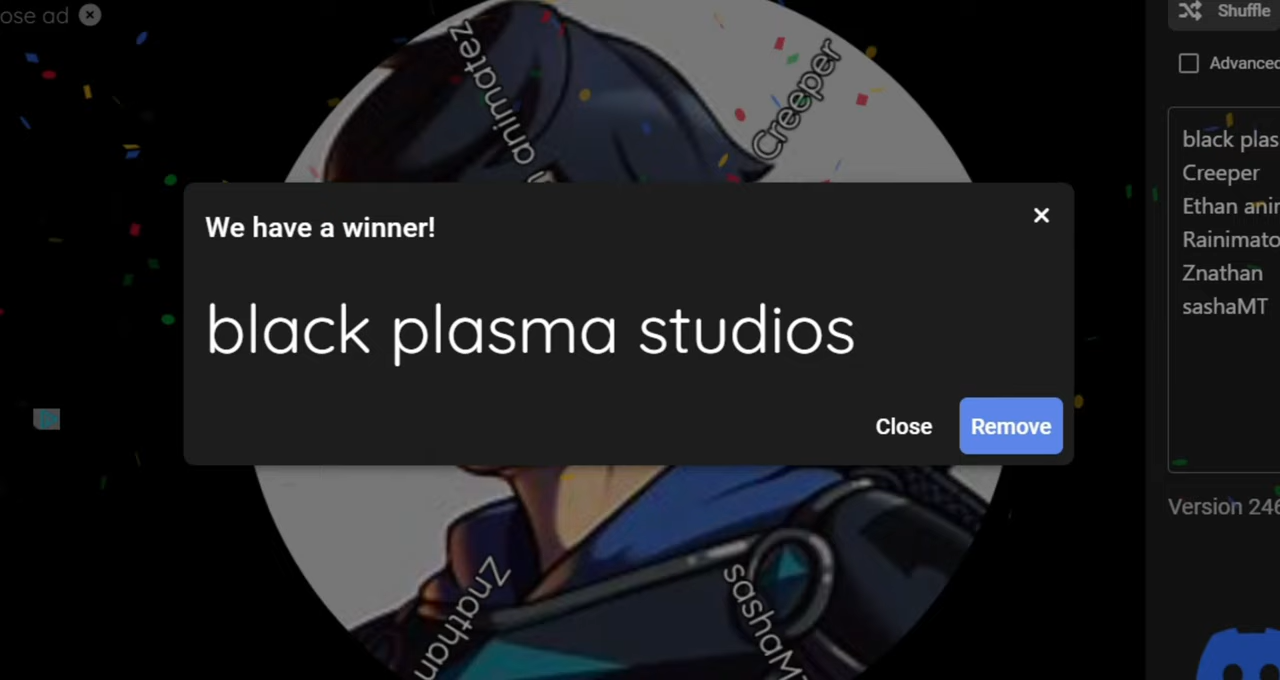 ose ad
Shuffle
Advanced
animatez
Creeper
black plas
Creeper
Ethan ani
Rainimato
Znathan
sashaMT
We have a winner!
black plasma studios
Close
Remove
Version 246
Znathan
sashaMT